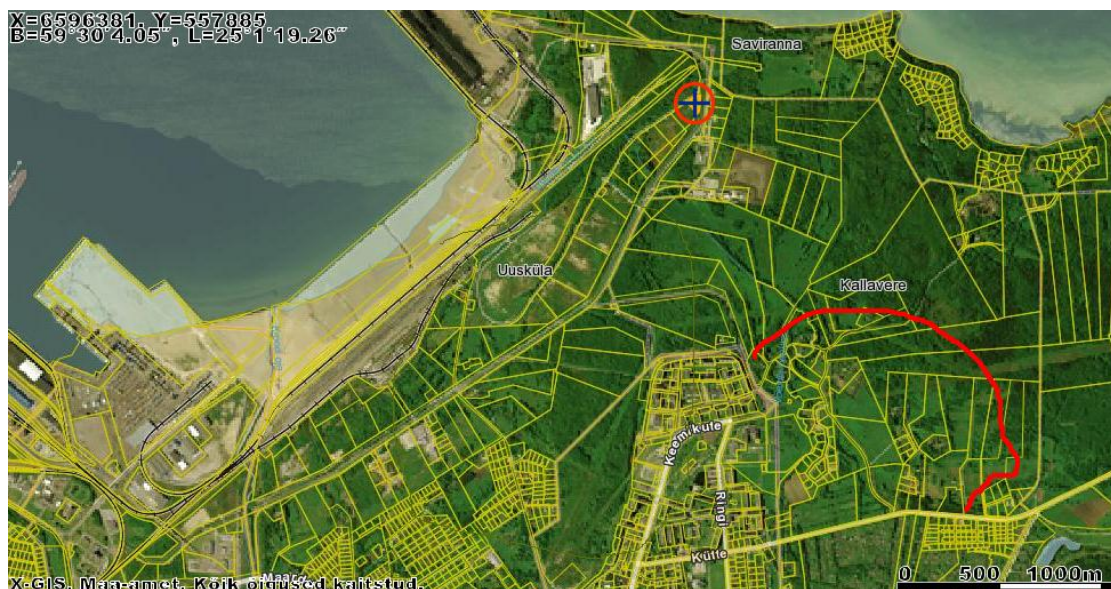 X=6596381, Y=557885
B=59°30'4.05", L=25°1'19.26"
Saviranna
Uusküla
Kallavere
Keemikute
Ringi
Kütte
0 500 1000m
X-GIS, Maa-amet. Kõik õigused kaitstud.